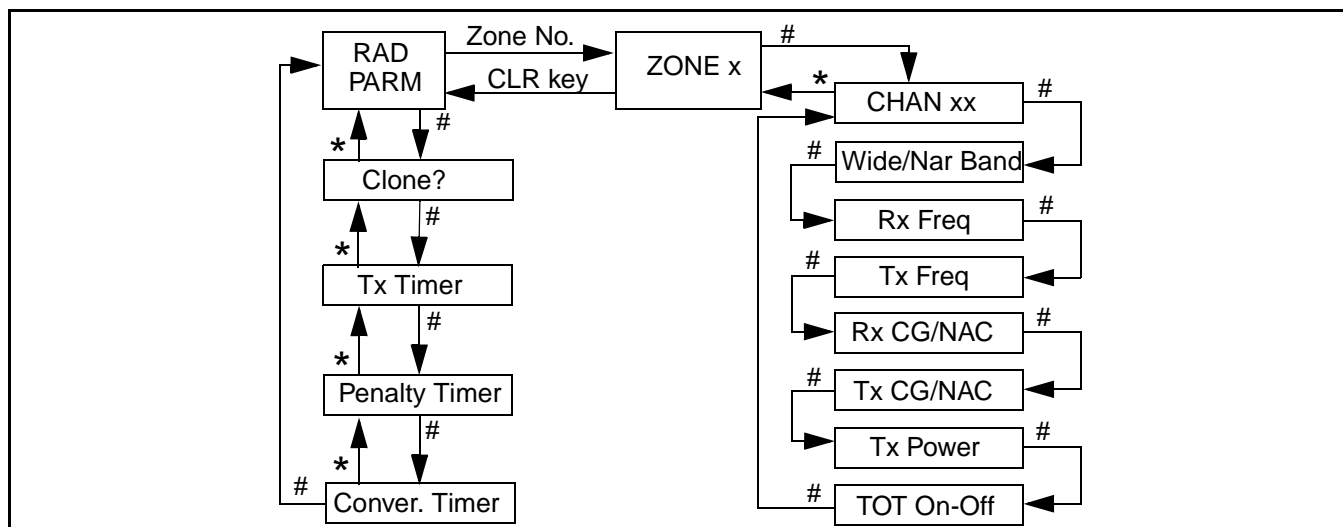 RAD
PARM
Zone No.
CLR key
ZONE x
#
*
CHAN xx
#
#
*
Clone?
#
Wide/Nar Band
#
*
Rx Freq
#
Tx Timer
#
Tx Freq
#
*
Rx CG/NAC
#
Penalty Timer
#
Tx CG/NAC
#
*
Tx Power
#
#
Conver. Timer
#
TOT On-Off